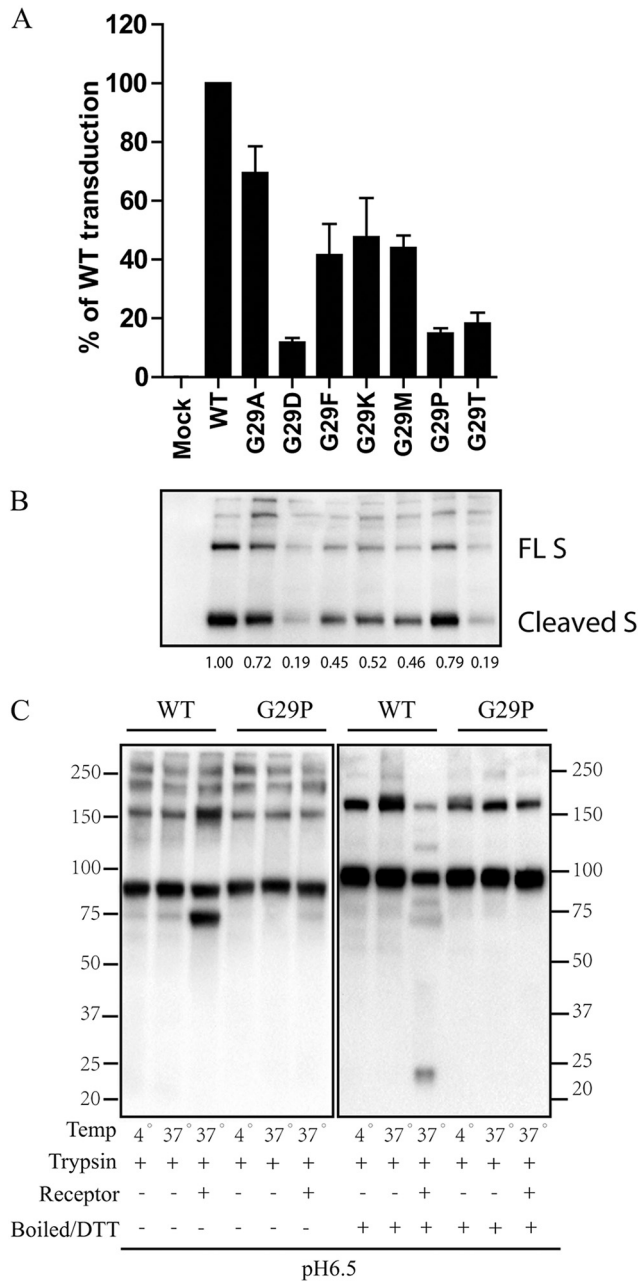 A
120
100
80
60
40
20
0
% of WT transduction
Mock
WT
G29A
G29D
G29F
G29K
G29M
G29P
G29T
B
FL S
Cleaved S
1.00 0.72 0.19 0.45 0.52 0.46 0.79 0.19
C
WT G29P WT G29P
250
150
100
75
50
37
25
20
250
150
100
75
50
37
25
20
Temp 4° 37° 37° 4° 37° 37° 4° 37° 37° 4° 37° 37°
Trypsin + + + + + + + + + + + +
Receptor - - + - - + - - + - - +
Boiled/DTT - - - - - - + + + + + +
pH6.5